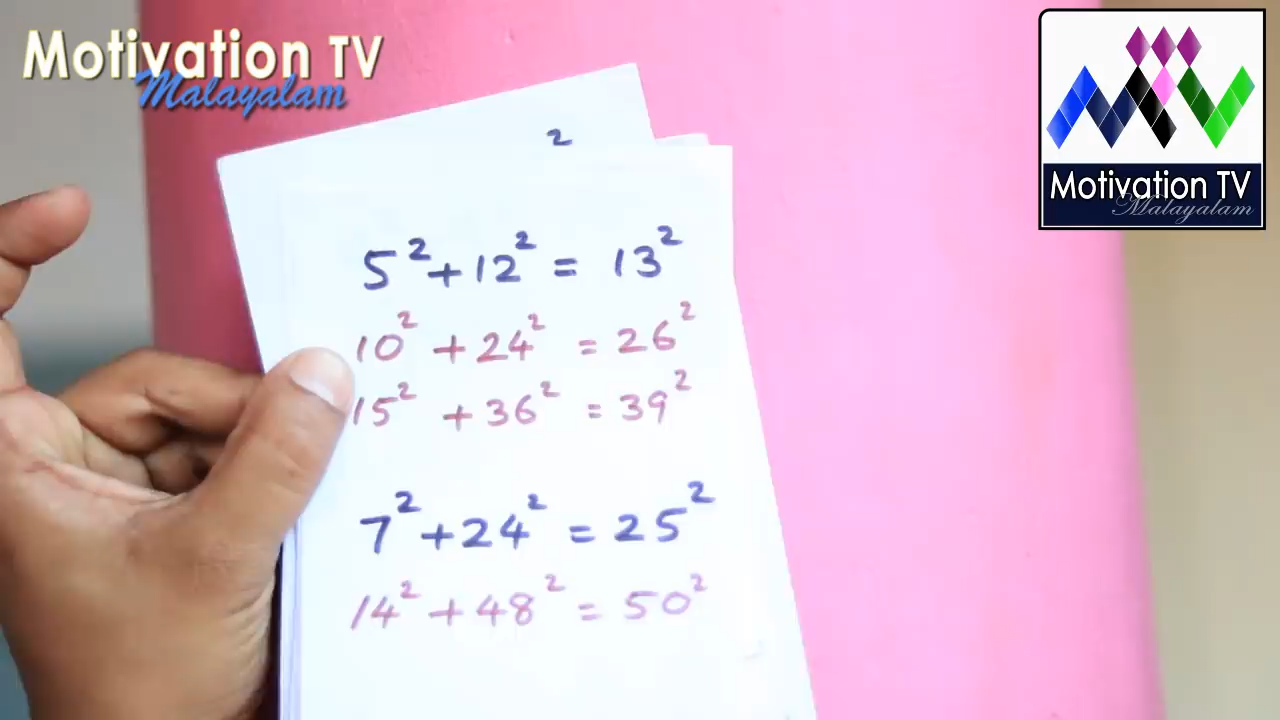 Motivation TV
Malayalam
Motivation TV
Malayalam
2
5² + 12² = 13²
10² + 24² = 26²
15² + 36² = 39²
7² + 24² = 25²
14² + 48² = 50²